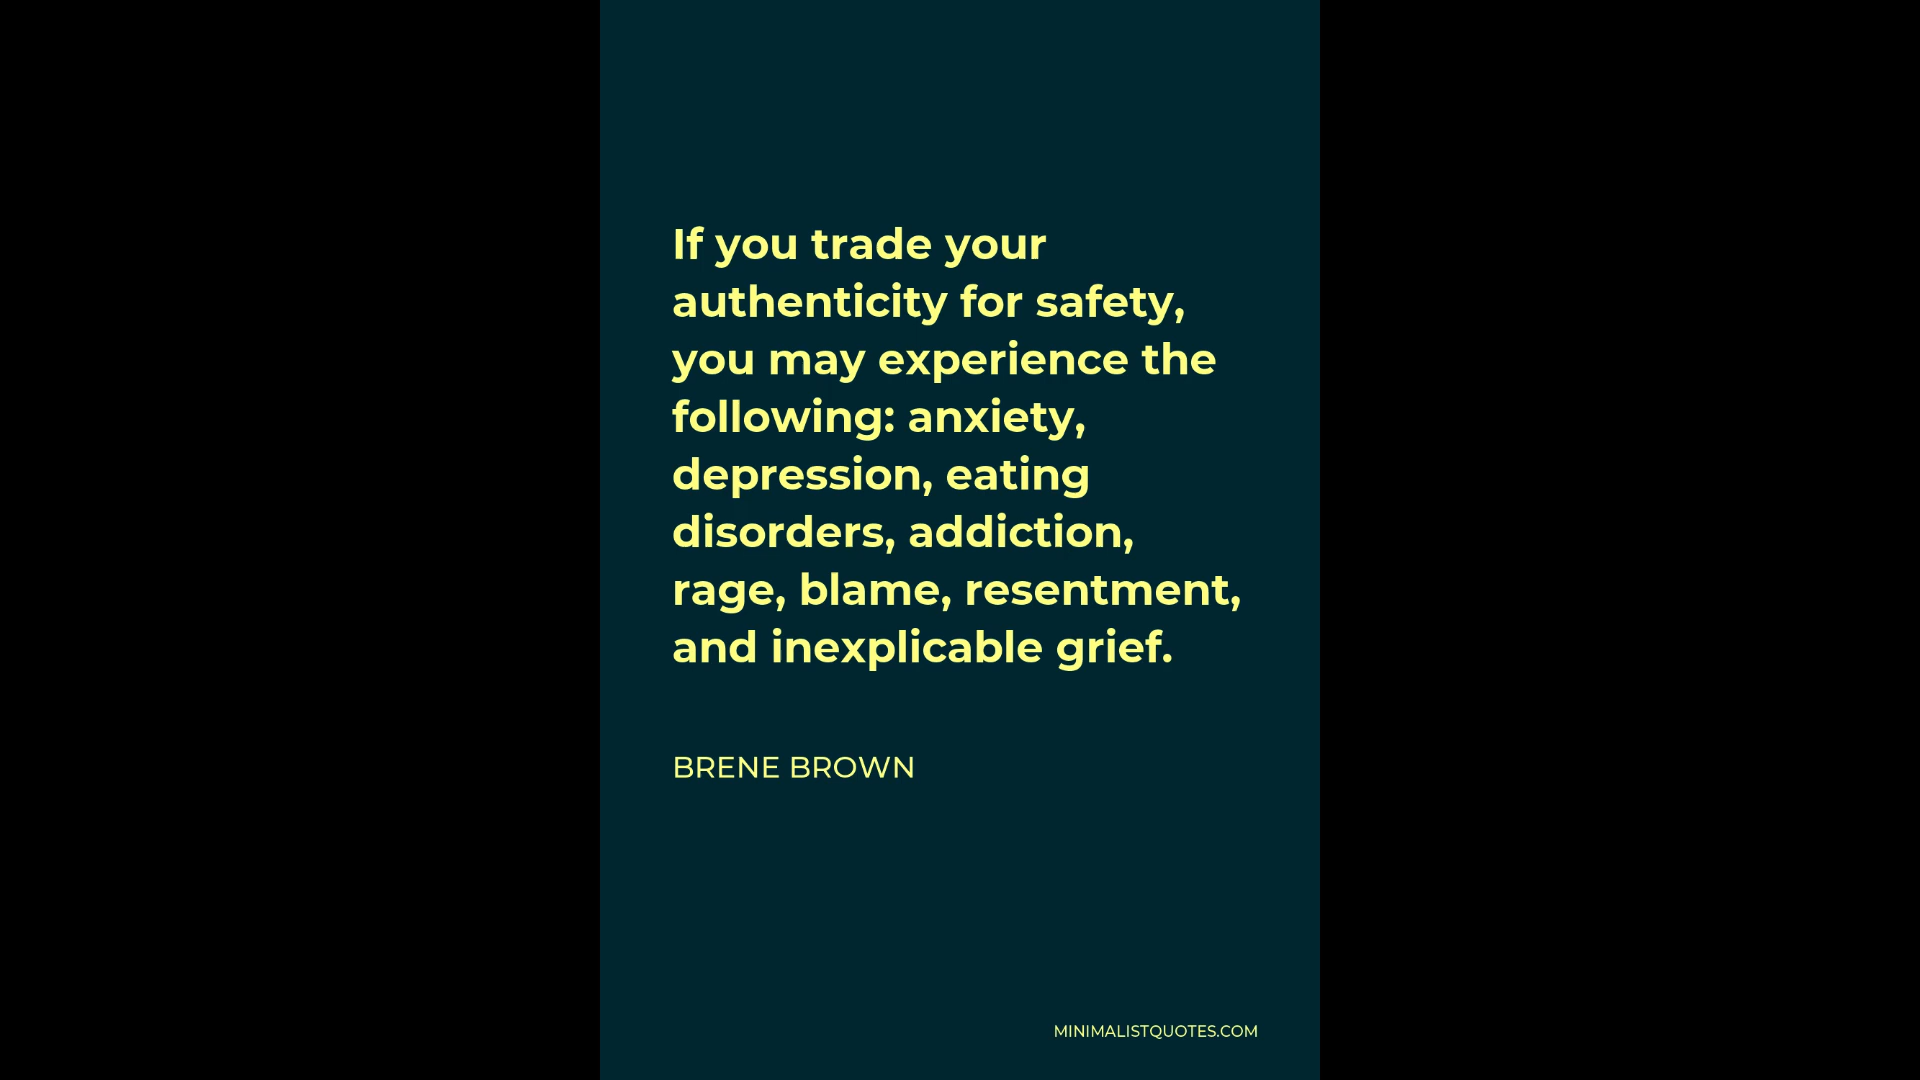 If you trade your
authenticity for safety,
you may experience the
following: anxiety,
depression, eating
disorders, addiction,
rage, blame, resentment,
and inexplicable grief.
BRENE BROWN
MINIMALISTQUOTES.COM